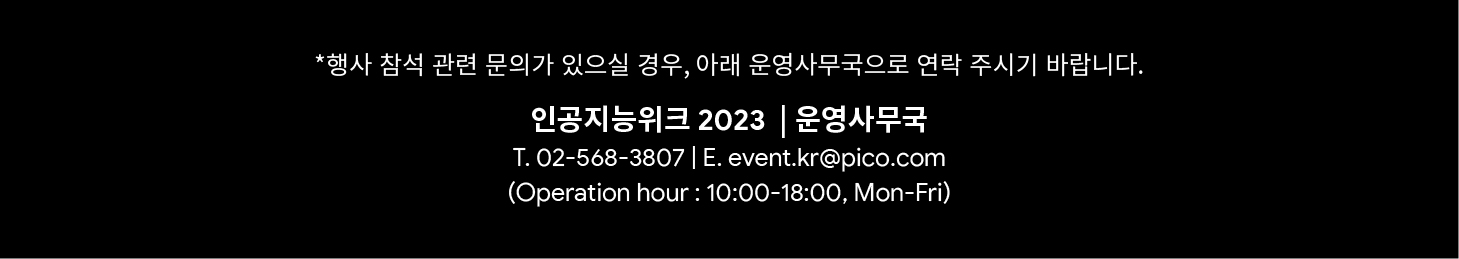 *행사 참석 관련 문의가 있으실 경우, 아래 운영사무국으로 연락 주시기 바랍니다.
인공지능위크 2023 | 운영사무국
T. 02-568-3807 | E. event.kr@pico.com
(Operation hour : 10:00-18:00, Mon-Fri)